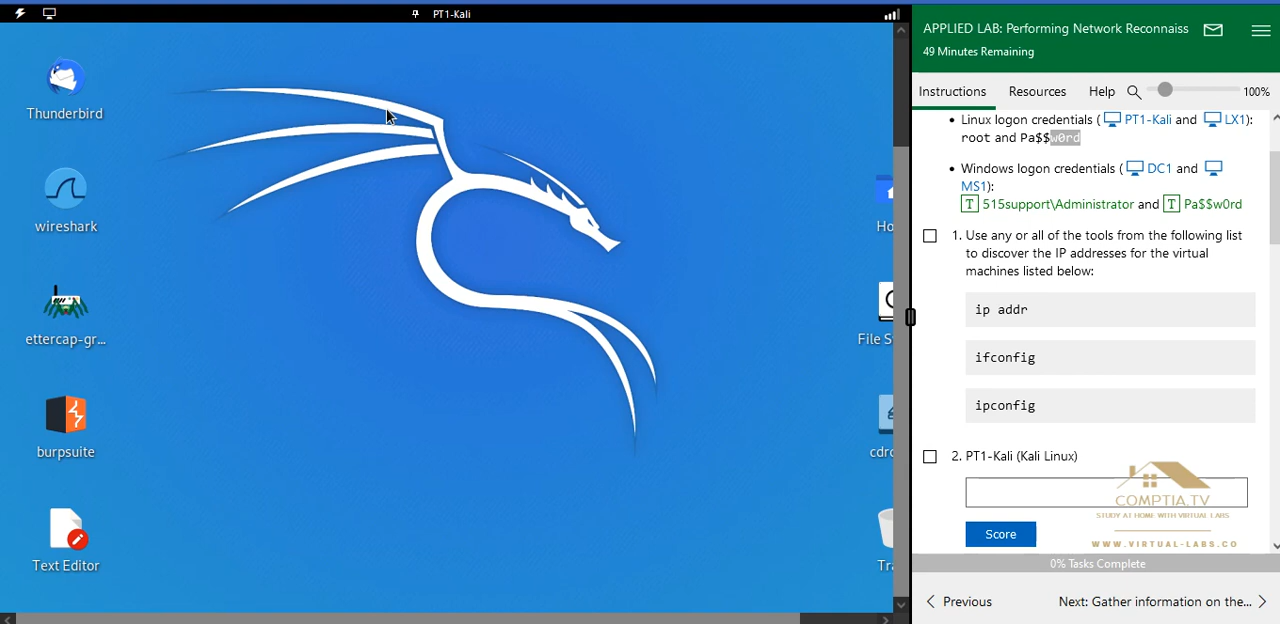 PT1-Kali
Thunderbird
wireshark
ettercap-gr...
burpsuite
Text Editor
Ho
File Sy
cdro
Tra
APPLIED LAB: Performing Network Reconnaiss
49 Minutes Remaining
Instructions Resources Help 100%
Linux logon credentials ( PT1-Kali and LX1):
root and Pa$$w0rd
Windows logon credentials ( DC1 and
MS1):
T 515support\Administrator and T Pa$$w0rd
1. Use any or all of the tools from the following list
to discover the IP addresses for the virtual
machines listed below:
ip addr
ifconfig
ipconfig
2. PT1-Kali (Kali Linux)
COMPTIA.TV
STUDY AT HOME WITH VIRTUAL LABS
WWW.VIRTUAL-LABS.CO
Score
0% Tasks Complete
Previous Next: Gather information on the...